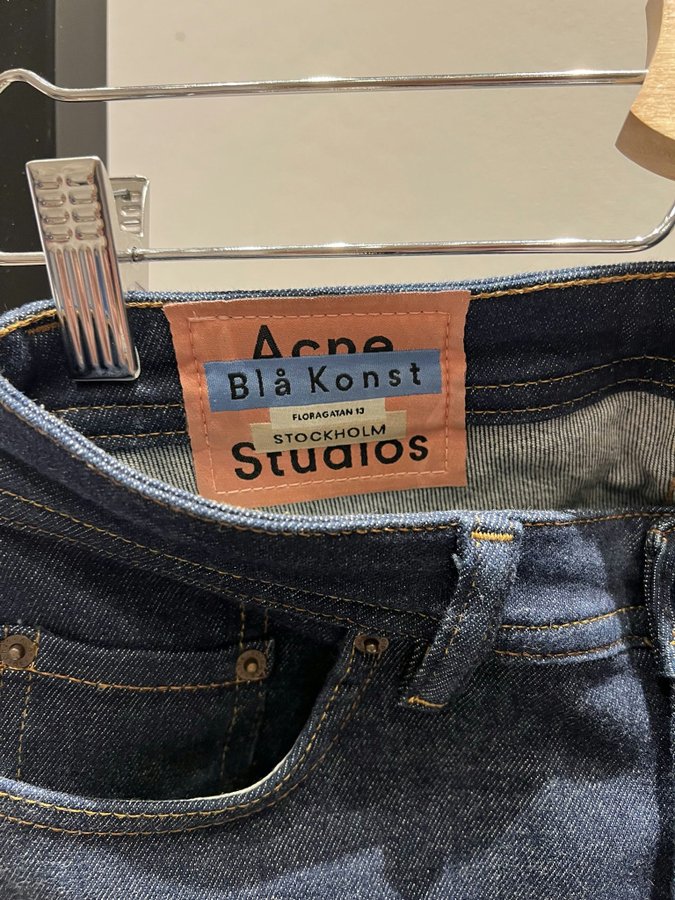 Acne
Blå Konst
FLORAGATAN 13
STOCKHOLM
Studios